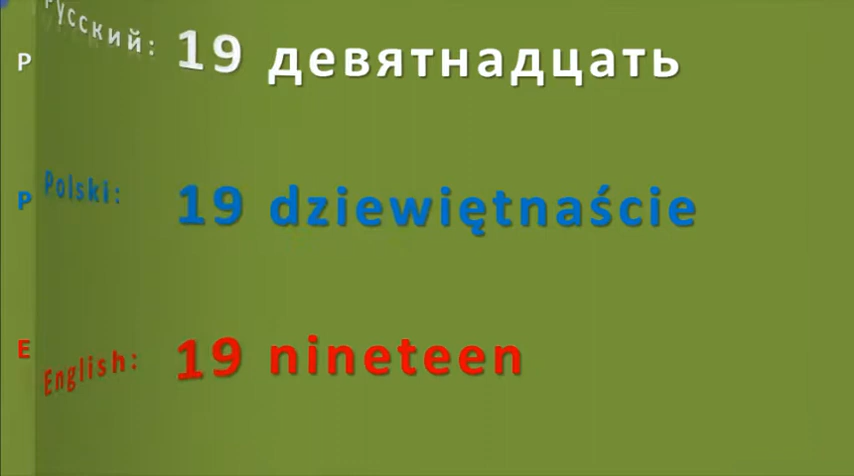 Р Русский: 19 девятнадцать
P Polski: 19 dziewiętnaście
E English: 19 nineteen